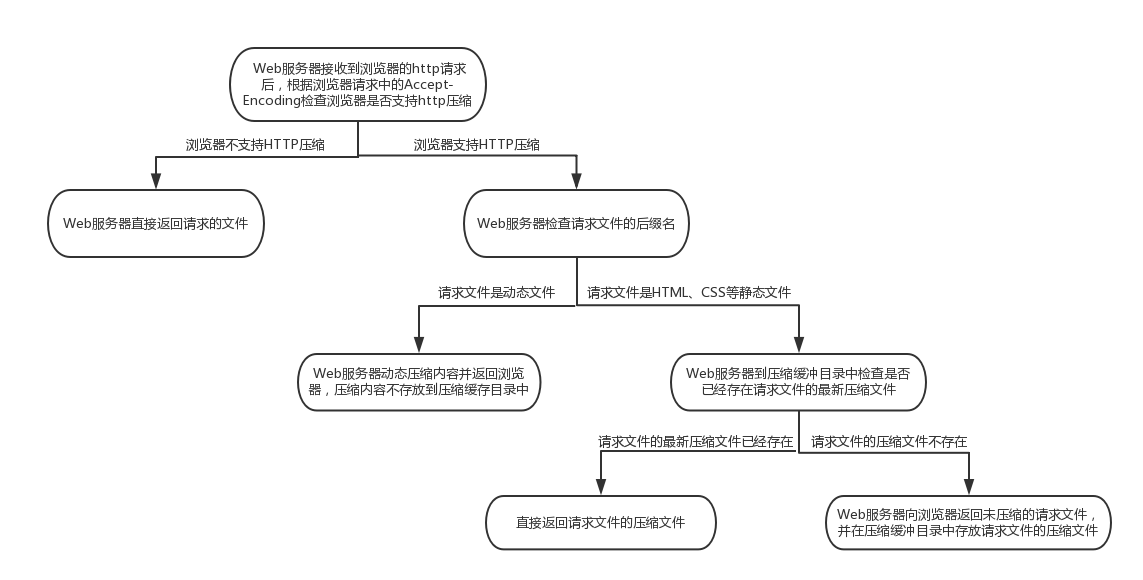 Web服务器接收到浏览器的http请求
后，根据浏览器请求中的Accept-
Encoding检查浏览器是否支持http压缩
浏览器不支持HTTP压缩
浏览器支持HTTP压缩
Web服务器直接返回请求的文件
Web服务器检查请求文件的后缀名
请求文件是动态文件
请求文件是HTML、CSS等静态文件
Web服务器动态压缩内容并返回浏览
器，压缩内容不存放到压缩缓存目录中
Web服务器到压缩缓冲目录中检查是否
已经存在请求文件的最新压缩文件
请求文件的最新压缩文件已经存在
请求文件的压缩文件不存在
直接返回请求文件的压缩文件
Web服务器向浏览器返回未压缩的请求文件，
并在压缩缓冲目录中存放请求文件的压缩文件